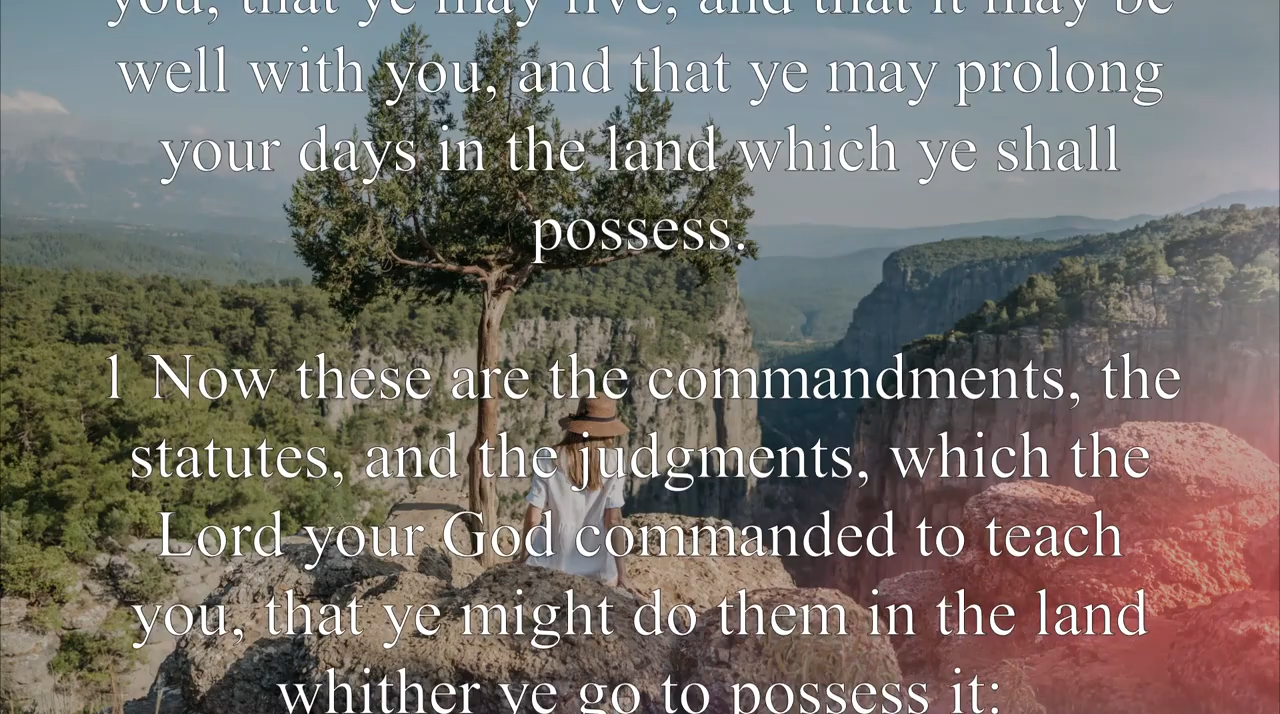 you, that ye may live, and that it may be
well with you, and that ye may prolong
your days in the land which ye shall
possess.
1 Now these are the commandments, the
statutes, and the judgments, which the
Lord your God commanded to teach
you, that ye might do them in the land
whither ye go to possess it: